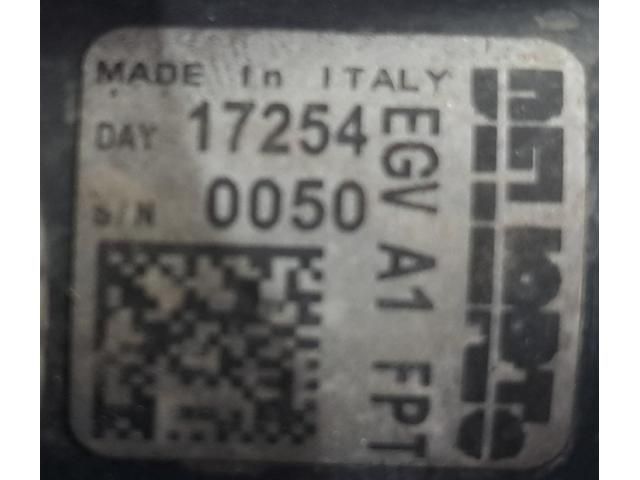 MADE in ITALY
DAY 17254
S/N 0050
EGV A1 FPT